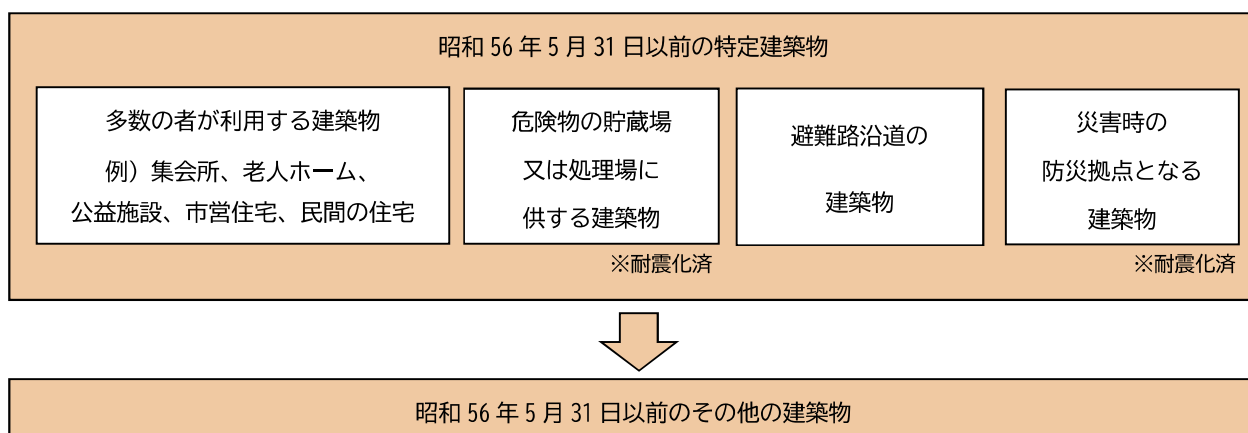 昭和 56 年 5 月 31 日以前の特定建築物
多数の者が利用する建築物
例）集会所、老人ホーム、
公益施設、市営住宅、民間の住宅
危険物の貯蔵場
又は処理場に
供する建築物
※耐震化済
避難路沿道の
建築物
災害時の
防災拠点となる
建築物
※耐震化済
昭和 56 年 5 月 31 日以前のその他の建築物